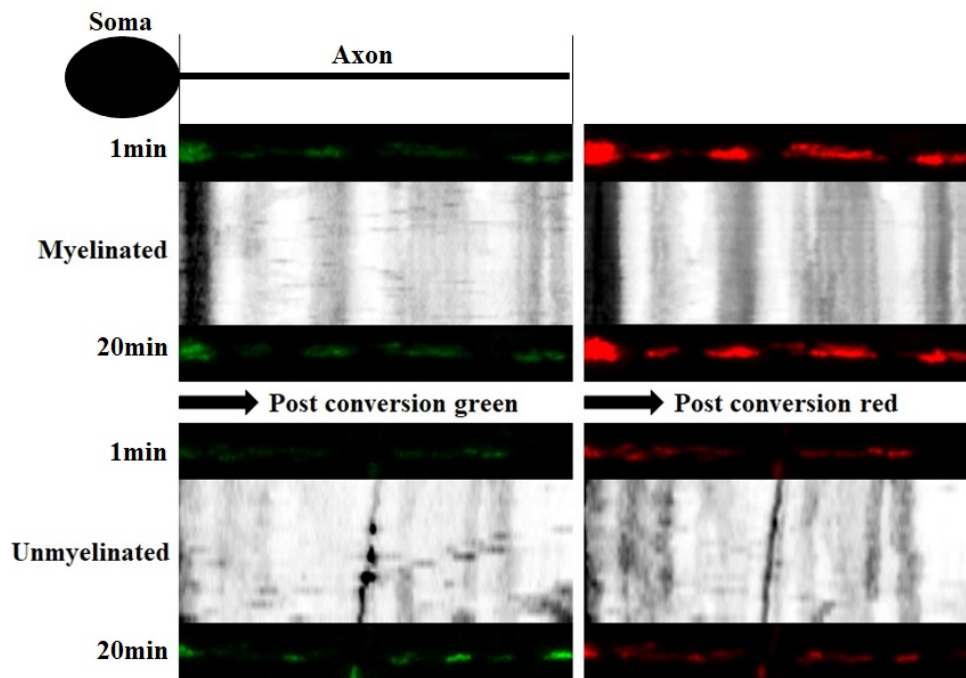 Soma
Axon
1min
Myelinated
20min
Post conversion green
Post conversion red
1min
Unmyelinated
20min